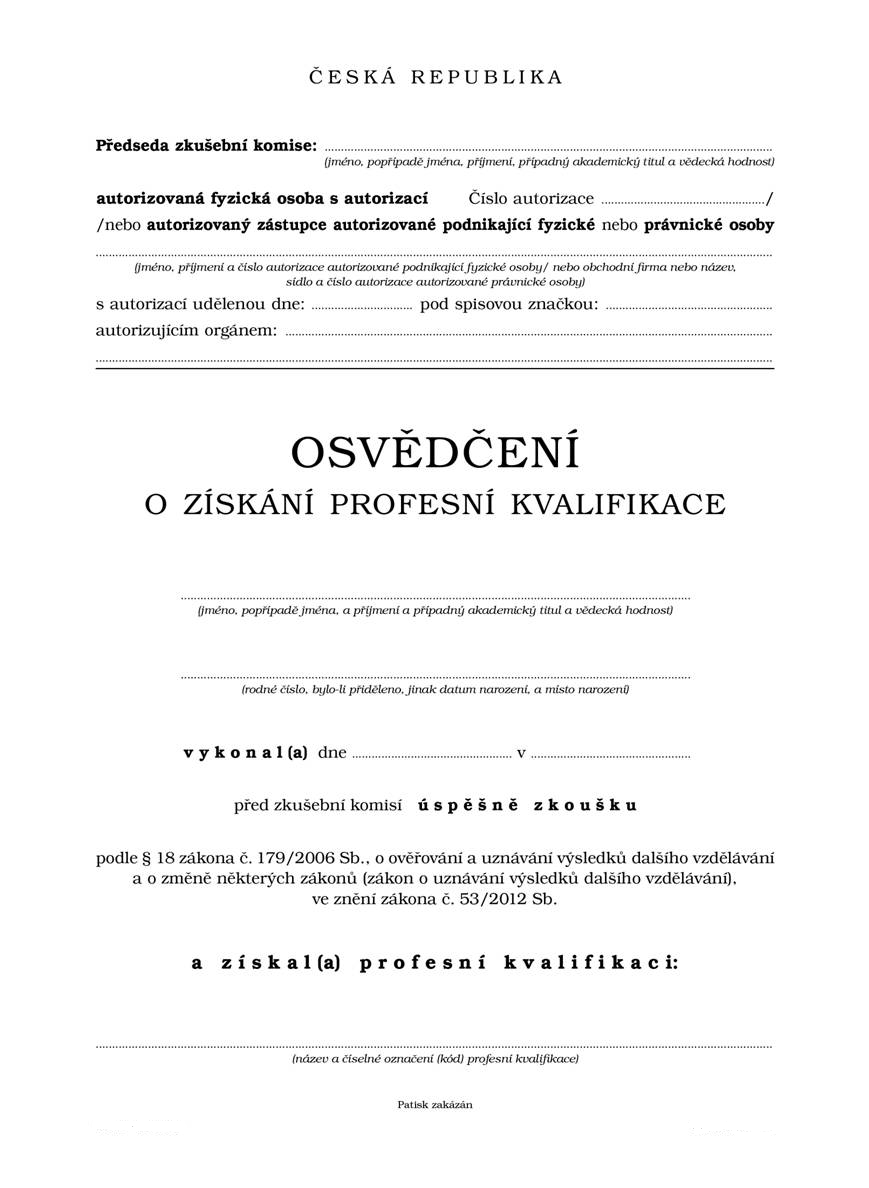 ČESKÁ REPUBLIKA
Předseda zkušební komise: ........................................
(jméno, popřípadě jména, příjmení, případný akademický titul a vědecká hodnost)
autorizovaná fyzická osoba s autorizací Číslo autorizace ........................................ /
/nebo autorizovaný zástupce autorizované podnikající fyzické nebo právnické osoby
........................................
(jméno, příjmení a číslo autorizace autorizované podnikající fyzické osoby/ nebo obchodní firma nebo název,
sídlo a číslo autorizace autorizované právnické osoby)
s autorizací udělenou dne: .............................. pod spisovou značkou: ........................................
autorizujícím orgánem: ........................................
........................................
OSVĚDČENÍ
O ZÍSKÁNÍ PROFESNÍ KVALIFIKACE
........................................
(jméno, popřípadě jména, a příjmení a případný akademický titul a vědecká hodnost)
........................................
(rodné číslo, bylo-li přiděleno, jinak datum narození, a místo narození)
vykonal(a) dne ........................................ v ........................................
před zkušební komisí úspěšně zkoušku
podle § 18 zákona č. 179/2006 Sb., o ověřování a uznávání výsledků dalšího vzdělávání
a o změně některých zákonů (zákon o uznávání výsledků dalšího vzdělávání),
ve znění zákona č. 53/2012 Sb.
a získal(a) profesní kvalifikaci:
........................................
(název a číselné označení (kód) profesní kvalifikace)
Patisk zakázán